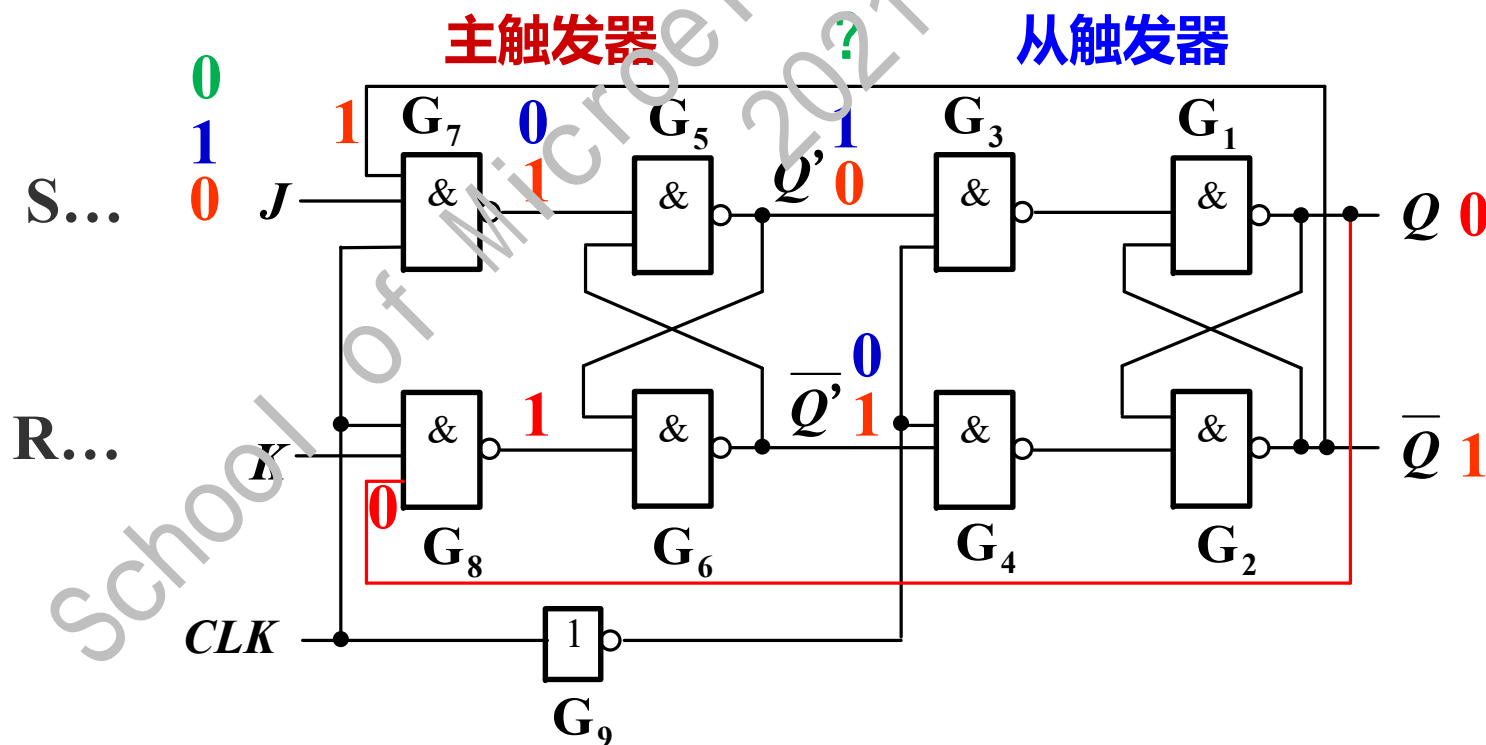 主触发器 ? 从触发器
0
1
0
S… J
1
G7
&
0
1
G5
&
Q’
1
0
G3
&
G1
&
Q 0
R… K
0
&
G8
1
&
G6
Q’
0
1
&
G4
&
G2
Q 1
CLK
1
G9
School of Microe
2021